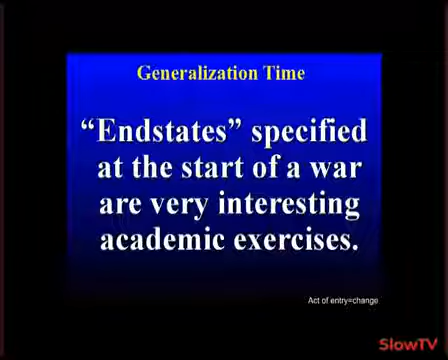 Generalization Time
“Endstates” specified
at the start of a war
are very interesting
academic exercises.
Act of entry=change
SlowTV